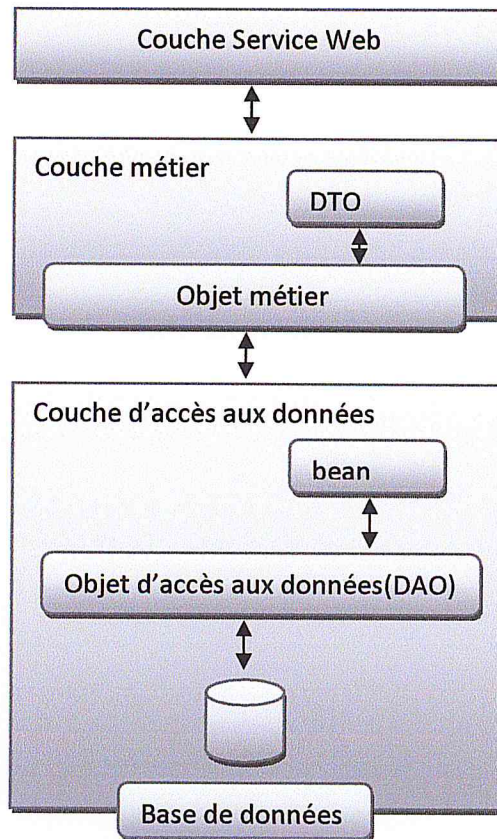 Couche Service Web
Couche métier
DTO
Objet métier
Couche d'accès aux données
bean
Objet d'accès aux données(DAO)
Base de données